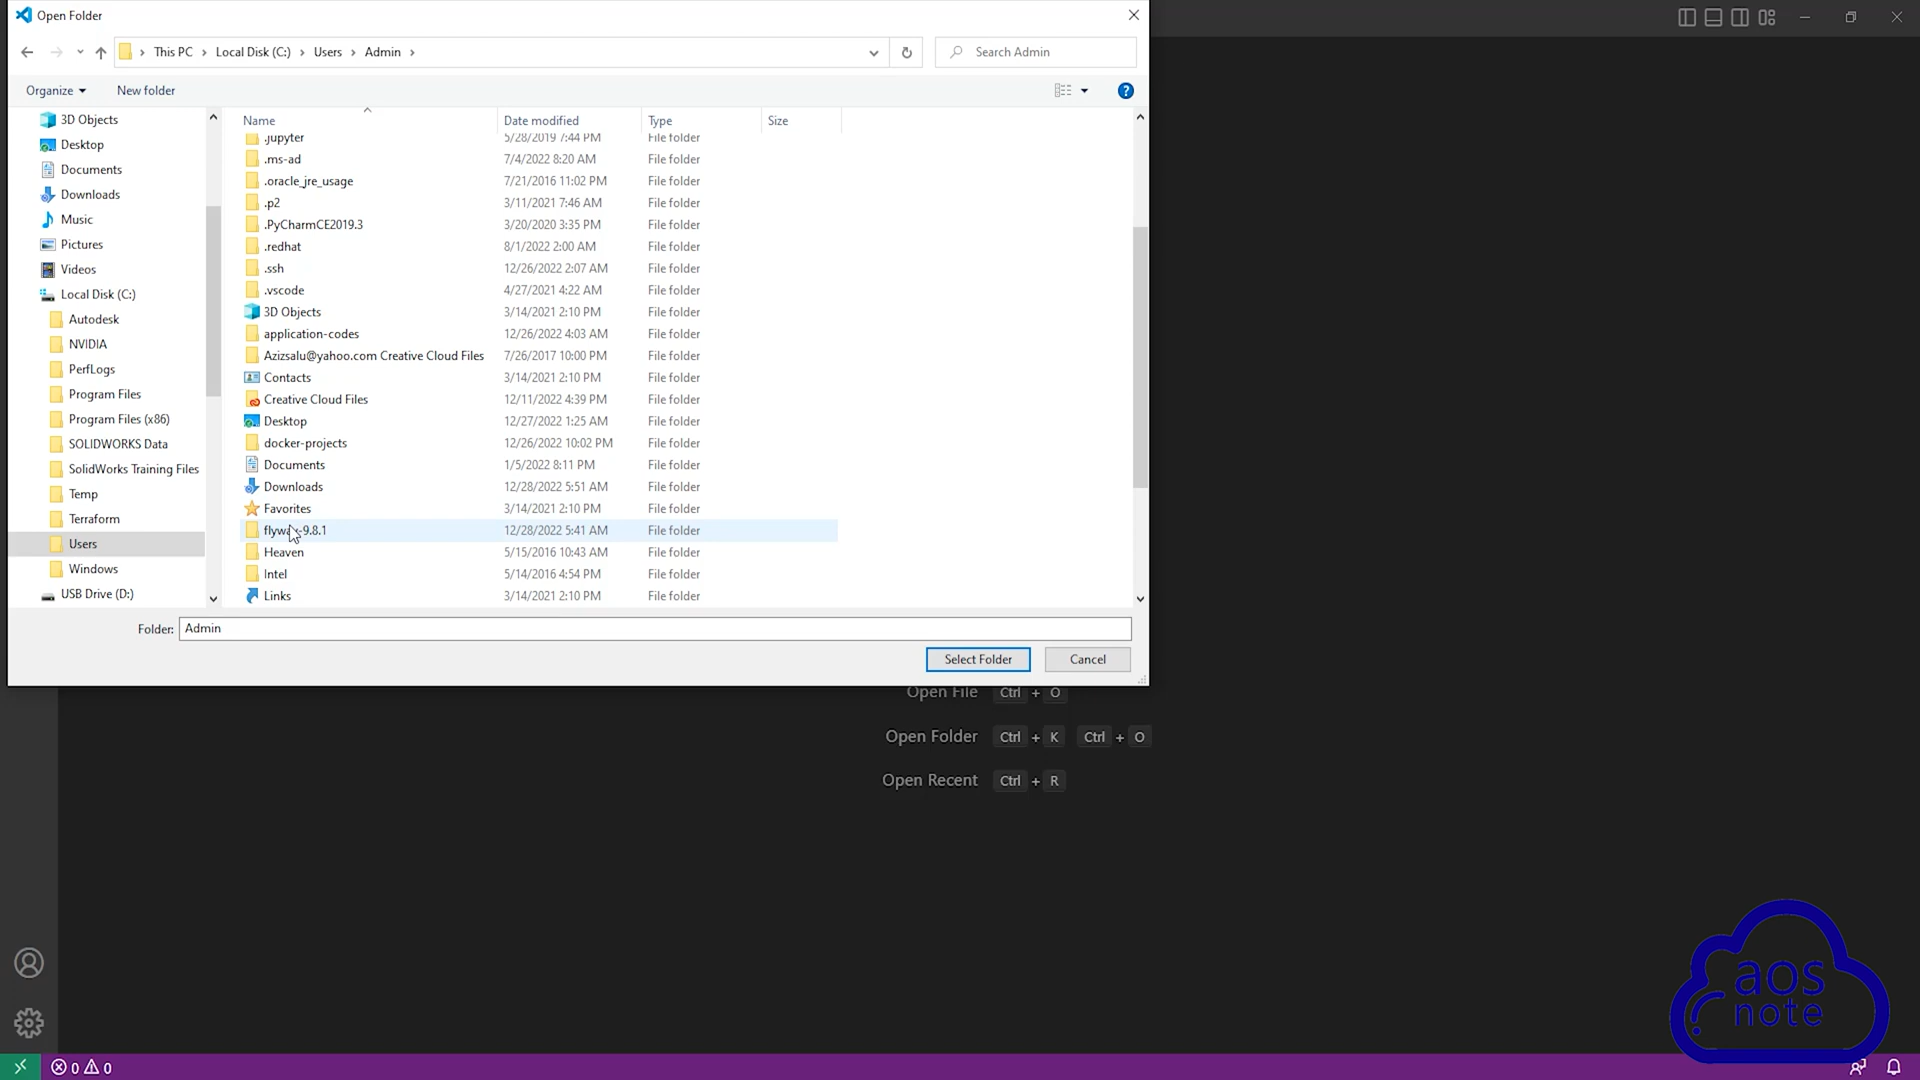 Open Folder
This PC > Local Disk (C:) > Users > Admin >
Search Admin
Organize
New folder
3D Objects
Desktop
Documents
Downloads
Music
Pictures
Videos
Local Disk (C:)
Autodesk
NVIDIA
PerfLogs
Program Files
Program Files (x86)
SOLIDWORKS Data
SolidWorks Training Files
Temp
Terraform
Users
Windows
USB Drive (D:)
Name Date modified Type Size
.jupyter 5/28/2019 7:44 PM File folder
.ms-ad 7/4/2022 8:20 AM File folder
.oracle_jre_usage 7/21/2016 11:02 PM File folder
.p2 3/11/2021 7:46 AM File folder
.PyCharmCE2019.3 3/20/2020 3:35 PM File folder
.redhat 8/1/2022 2:00 AM File folder
.ssh 12/26/2022 2:07 AM File folder
.vscode 4/27/2021 4:22 AM File folder
3D Objects 3/14/2021 2:10 PM File folder
application-codes 12/26/2022 4:03 AM File folder
Azizsalu@yahoo.com Creative Cloud Files 7/26/2017 10:00 PM File folder
Contacts 3/14/2021 2:10 PM File folder
Creative Cloud Files 12/11/2022 4:39 PM File folder
Desktop 12/27/2022 1:25 AM File folder
docker-projects 12/26/2022 10:02 PM File folder
Documents 1/5/2022 8:11 PM File folder
Downloads 12/28/2022 5:51 AM File folder
Favorites 3/14/2021 2:10 PM File folder
flyway-9.8.1 12/28/2022 5:41 AM File folder
Heaven 5/15/2016 10:43 AM File folder
Intel 5/14/2016 4:54 PM File folder
Links 3/14/2021 2:10 PM File folder
Folder: Admin
Select Folder Cancel
Open File Ctrl + O
Open Folder Ctrl + K Ctrl + O
Open Recent Ctrl + R
aos
note
0 0